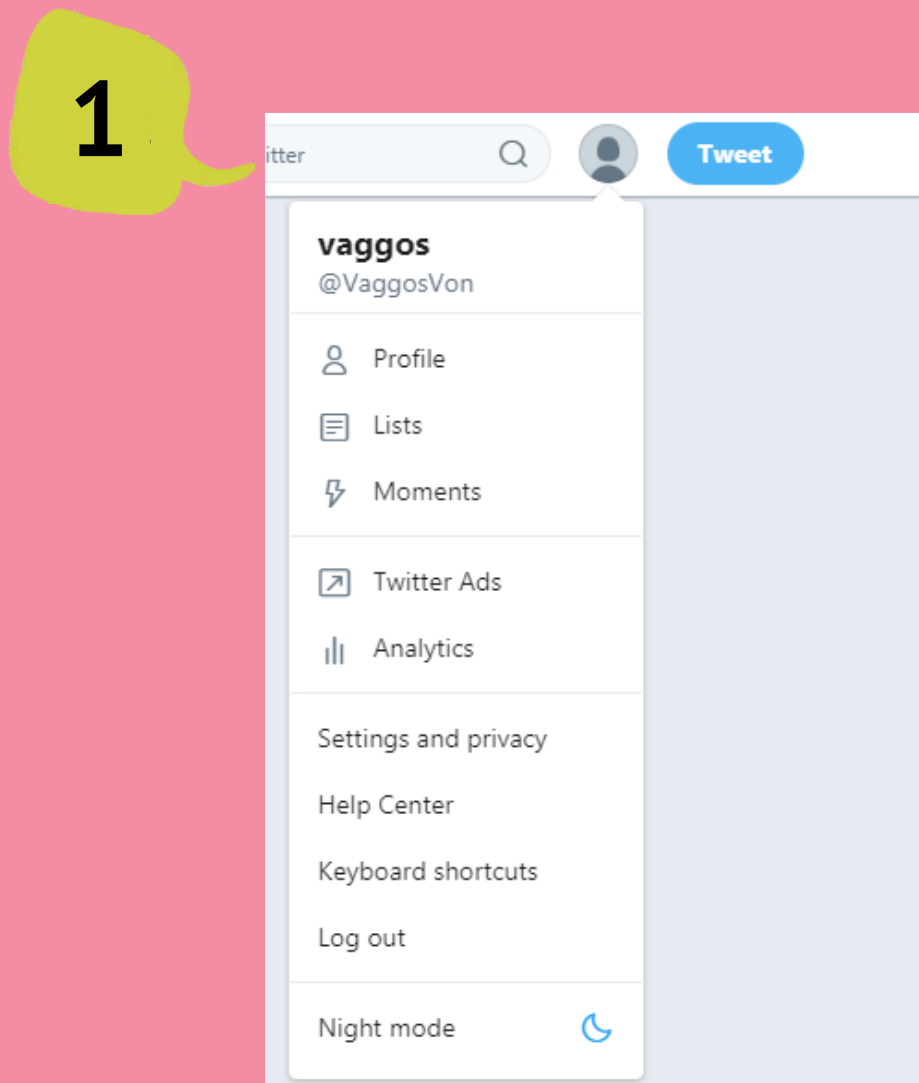 1
itter
Tweet
vaggos
@VaggosVon
Profile
Lists
Moments
Twitter Ads
Analytics
Settings and privacy
Help Center
Keyboard shortcuts
Log out
Night mode